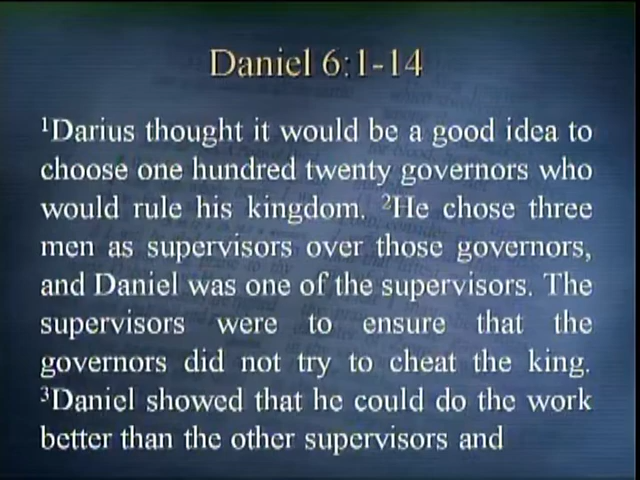 Daniel 6:1-14
¹Darius thought it would be a good idea to
choose one hundred twenty governors who
would rule his kingdom. ²He chose three
men as supervisors over those governors,
and Daniel was one of the supervisors. The
supervisors were to ensure that the
governors did not try to cheat the king.
³Daniel showed that he could do the work
better than the other supervisors and